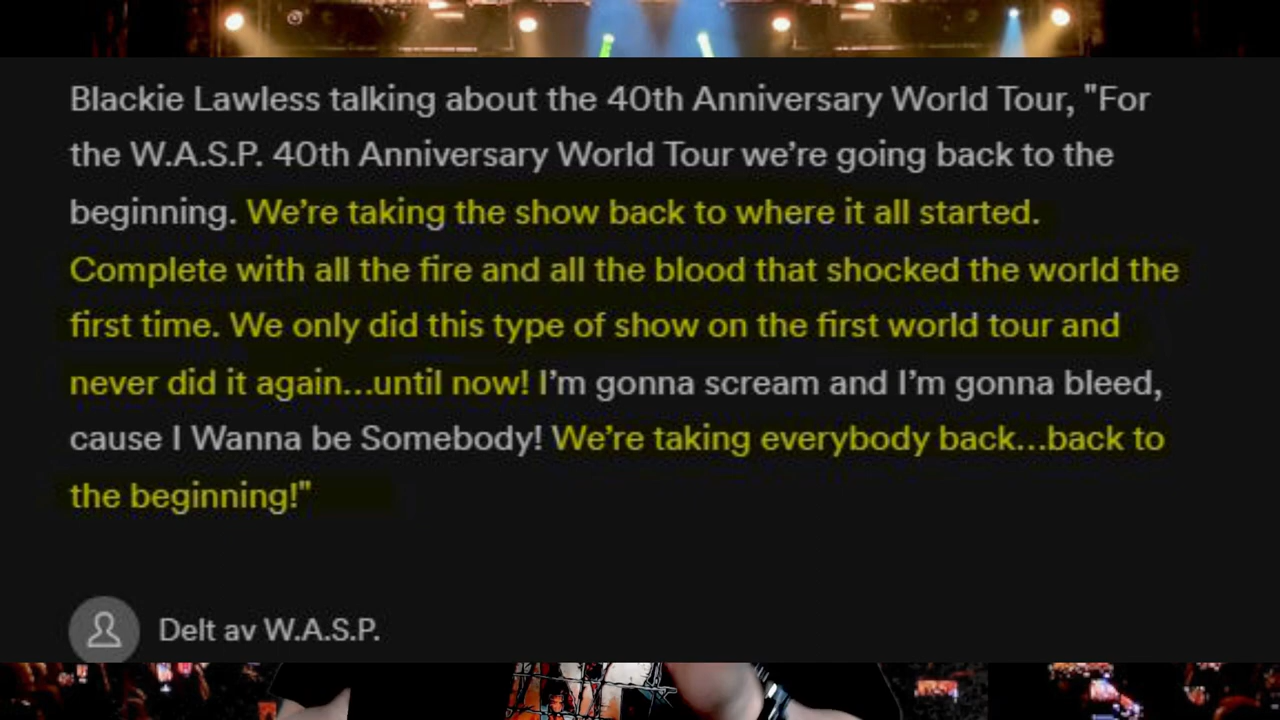 Blackie Lawless talking about the 40th Anniversary World Tour, "For
the W.A.S.P. 40th Anniversary World Tour we’re going back to the
beginning. We’re taking the show back to where it all started.
Complete with all the fire and all the blood that shocked the world the
first time. We only did this type of show on the first world tour and
never did it again...until now! I’m gonna scream and I’m gonna bleed,
cause I Wanna be Somebody! We’re taking everybody back...back to
the beginning!"
Delt av W.A.S.P.